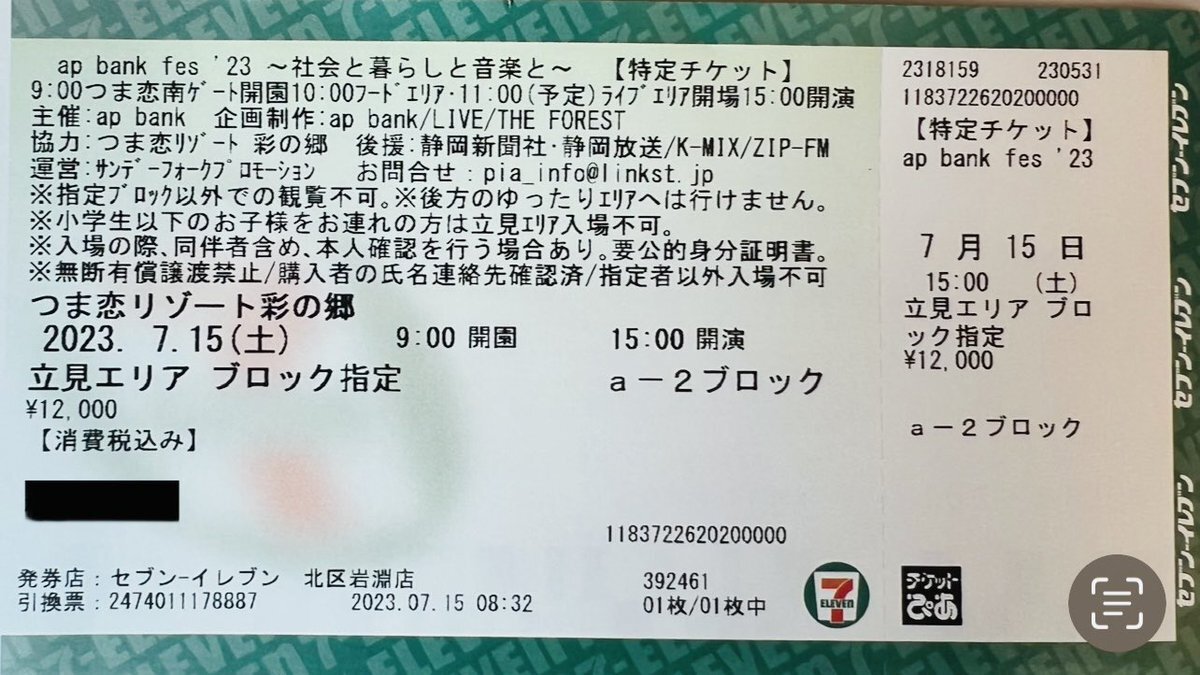 ap bank fes '23 〜社会と暮らしと音楽と〜 【特定チケット】
9:00つま恋南ゲート開園10:00フードエリア・11:00(予定)ライブエリア開場15:00開演
主催:ap bank 企画制作:ap bank/LIVE/THE FOREST
協力:つま恋リゾート 彩の郷 後援:静岡新聞社・静岡放送/K-MIX/ZIP-FM
運営:サンデーフォークプロモーション お問合せ:pia_info@linkst.jp
※指定ブロック以外での観覧不可。※後方のゆったりエリアへは行けません。
※小学生以下のお子様をお連れの方は立見エリア入場不可。
※入場の際、同伴者含め、本人確認を行う場合あり。要公的身分証明書。
※無断有償譲渡禁止/購入者の氏名連絡先確認済/指定者以外入場不可
つま恋リゾート彩の郷
2023. 7.15(土) 9:00 開園 15:00 開演
立見エリア ブロック指定 a－2ブロック
¥12,000
【消費税込み】
1183722620200000
発券店:セブン-イレブン 北区岩淵店 392461
引換票:2474011178887 2023.07.15 08:32 01枚/01枚中
7
ELEVEN
2318159 230531
1183722620200000
【特定チケット】
ap bank fes '23
7 月 15 日
15:00 (土)
立見エリア ブロ
ック指定
¥12,000
a－2ブロック
チケット
ぴあ
セブン-イレブン
セブン-イレブン
セブン-イレブン
7-ELEVEN